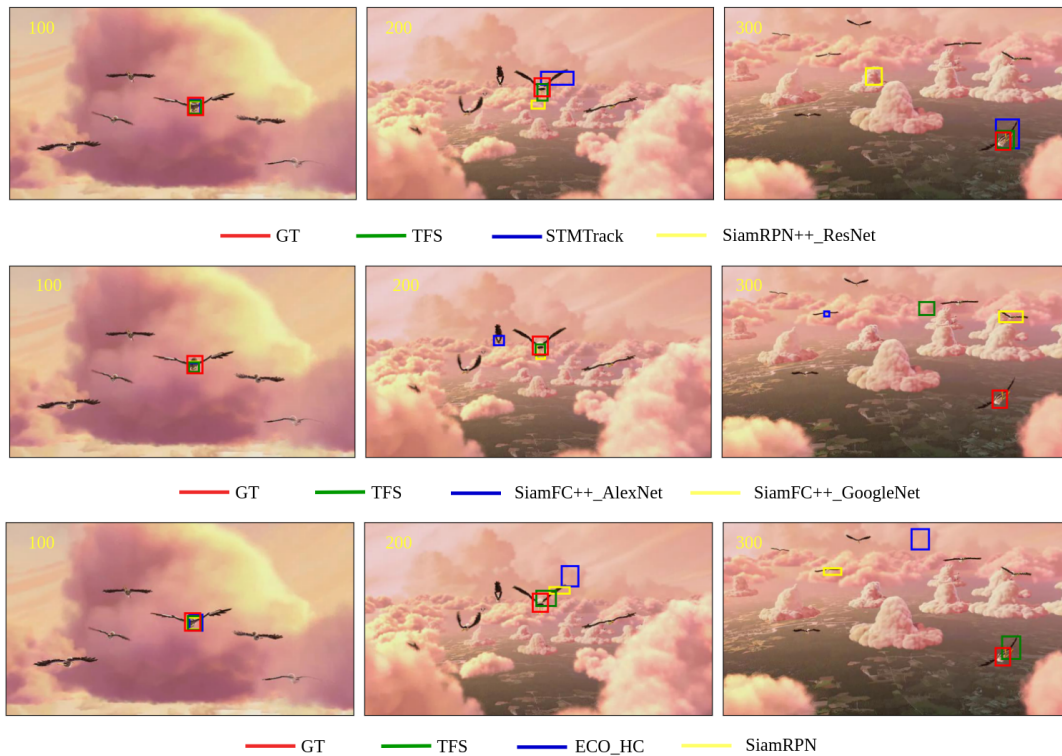 100 200 300
GT TFS STMTrack SiamRPN++_ResNet
100 200 300
GT TFS SiamFC++_AlexNet SiamFC++_GoogleNet
100 200 300
GT TFS ECO_HC SiamRPN